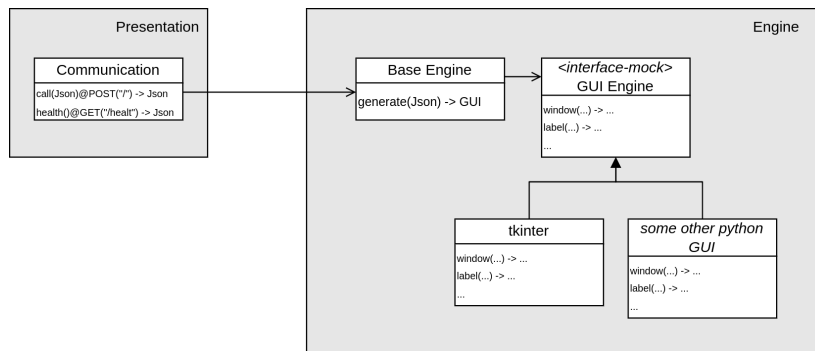 Presentation
Communication
call(Json)@POST("/") -> Json
health()@GET("/healt") -> Json
Engine
Base Engine
generate(Json) -> GUI
<interface-mock>
GUI Engine
window(...) -> ...
label(...) -> ...
...
tkinter
window(...) -> ...
label(...) -> ...
...
some other python
GUI
window(...) -> ...
label(...) -> ...
...